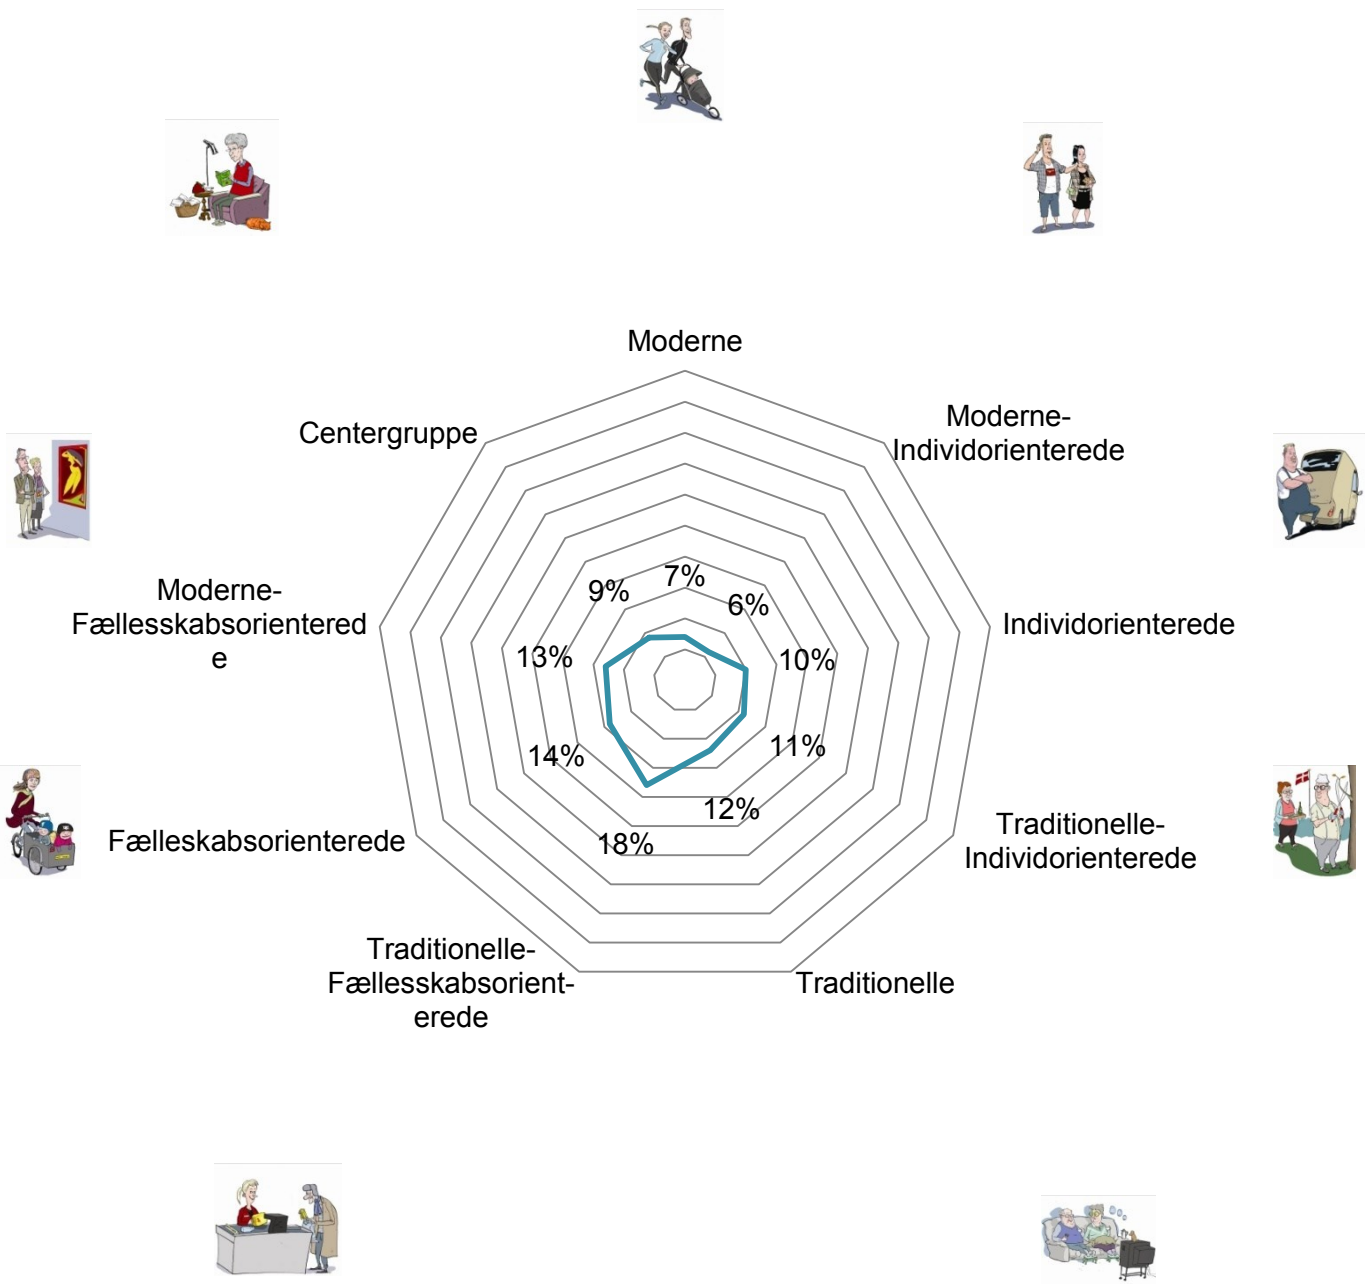 Moderne
Moderne-
Individorienterede
Centergruppe
7%
9%
6%
Moderne-
Fællesskabsorientered
e
Individorienterede
13%
10%
14%
11%
12%
18%
Fælleskabsorienterede
Traditionelle-
Individorienterede
Traditionelle-
Fællesskabsorient-
erede
Traditionelle